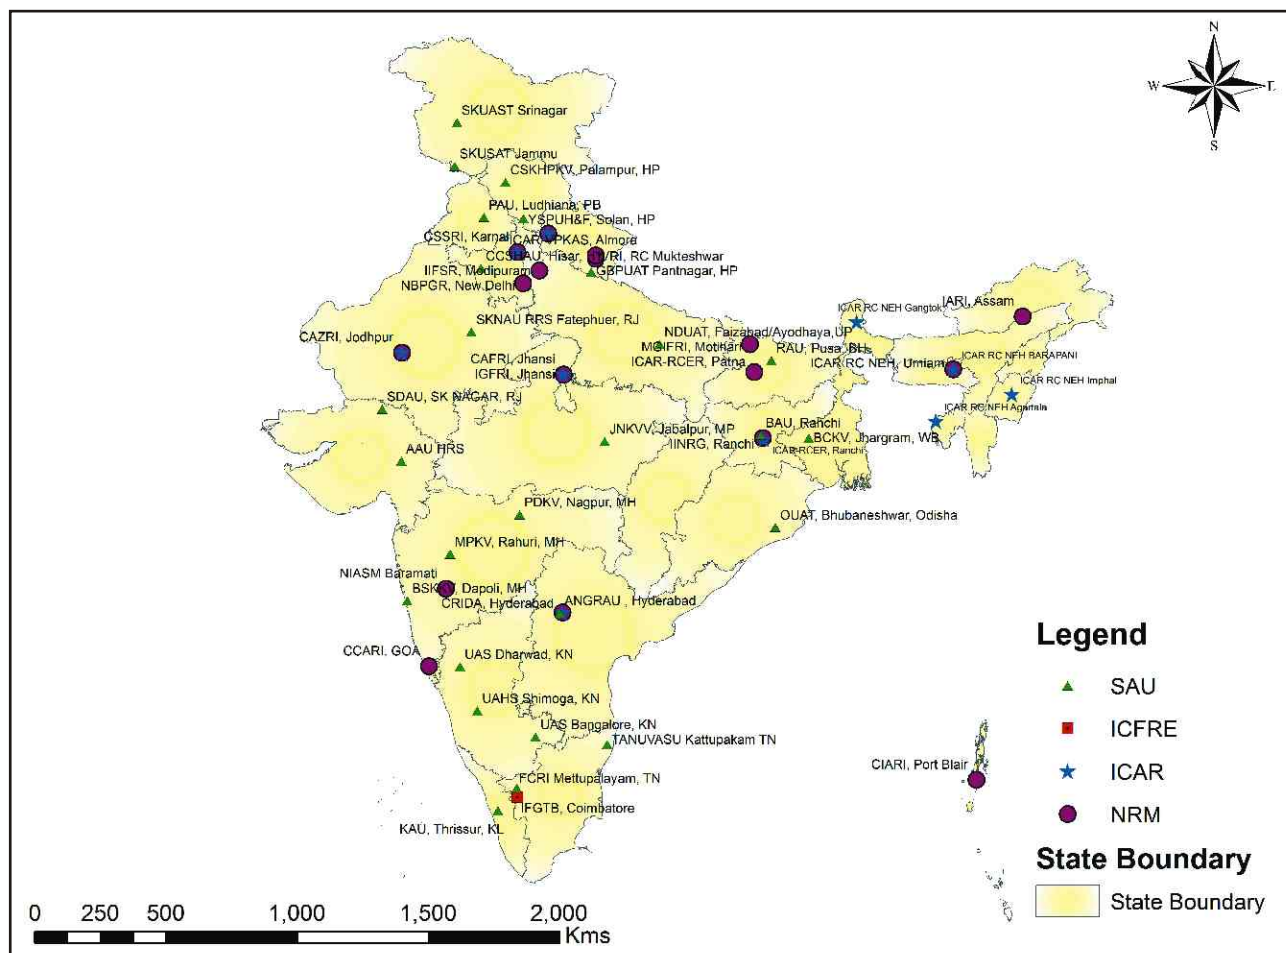 N
W
E
S
SKUAST Srinagar
SKUSAT Jammu
CSKHPKV, Palampur, HP
PAU, Ludhiana, PB
YSPUH&F, Solan, HP
CSSRI, Karnal
ICAR-VPKAS, Almora
CCSHAU, Hisar, HY/RI, RC Mukteshwar
IIFSR, Modipuram
GBPUAT Pantnagar, HP
NBPGR, New Delhi
ICAR RC NEH Gangtok
IARI, Assam
CAZRI, Jodhpur
SKNAU RRS Fatephuer, RJ
NDUAT, Faizabad/Ayodhaya,UP
MGIFRI, Motihari
RAU, Pusa, BH
CAFRI, Jhansi
ICAR-RCER, Patna
ICAR RC NEH, Umiam
ICAR RC NEH BARAPANI
IGFRI, Jhansi
ICAR RC NEH Imphal
SDAU, SK NAGAR, RJ
ICAR RC NEH Agartala
JNKVV, Jabalpur, MP
BAU, Ranchi
IINRG, Ranchi
BCKV, Jhargram, WB
AAU HRS
ICAR-RCER, Ranchi
PDKV, Nagpur, MH
OUAT, Bhubaneshwar, Odisha
MPKV, Rahuri, MH
NIASM Baramati
BSKKV, Dapoli, MH
CRIDA, Hyderabad
ANGRAU , Hyderabad
CCARI, GOA
UAS Dharwad, KN
UAHS Shimoga, KN
UAS Bangalore, KN
TANUVASU Kattupakam TN
CIARI, Port Blair
FCRI Mettupalayam, TN
IFGTB, Coimbatore
KAU, Thrissur, KL
Legend
SAU
ICFRE
ICAR
NRM
State Boundary
State Boundary
0 250 500 1,000 1,500 2,000
Kms